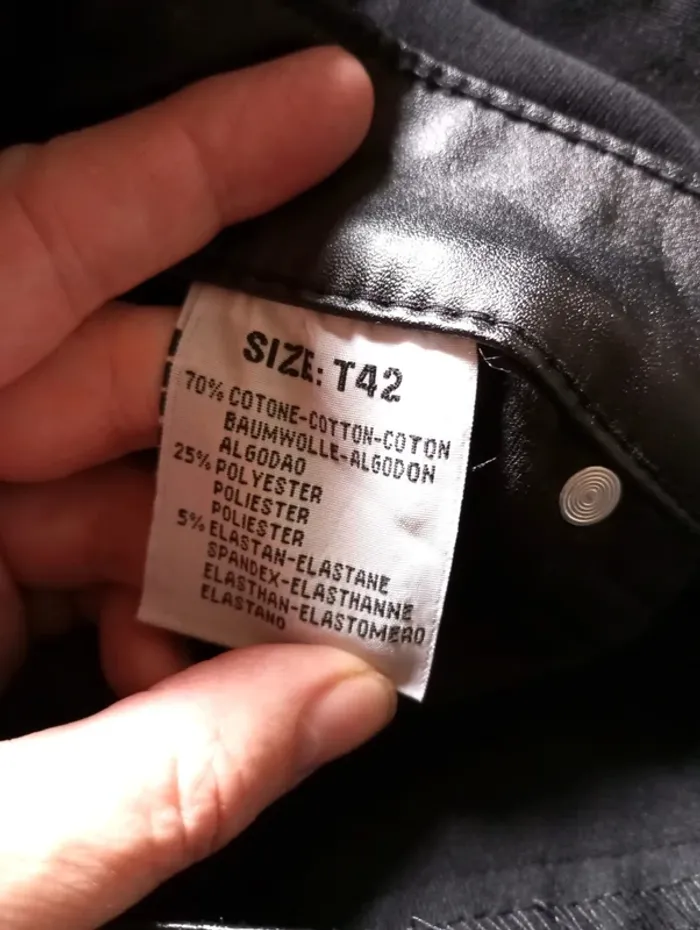 SIZE: T42
70% COTONE-COTTON-COTON
BAUMWOLLE-ALGODON
ALGODAO
25% POLYESTER
POLIESTER
POLIESTER
5% ELASTAN-ELASTANE
SPANDEX-ELASTHANNE
ELASTHAN-ELASTOMERO
ELASTANO